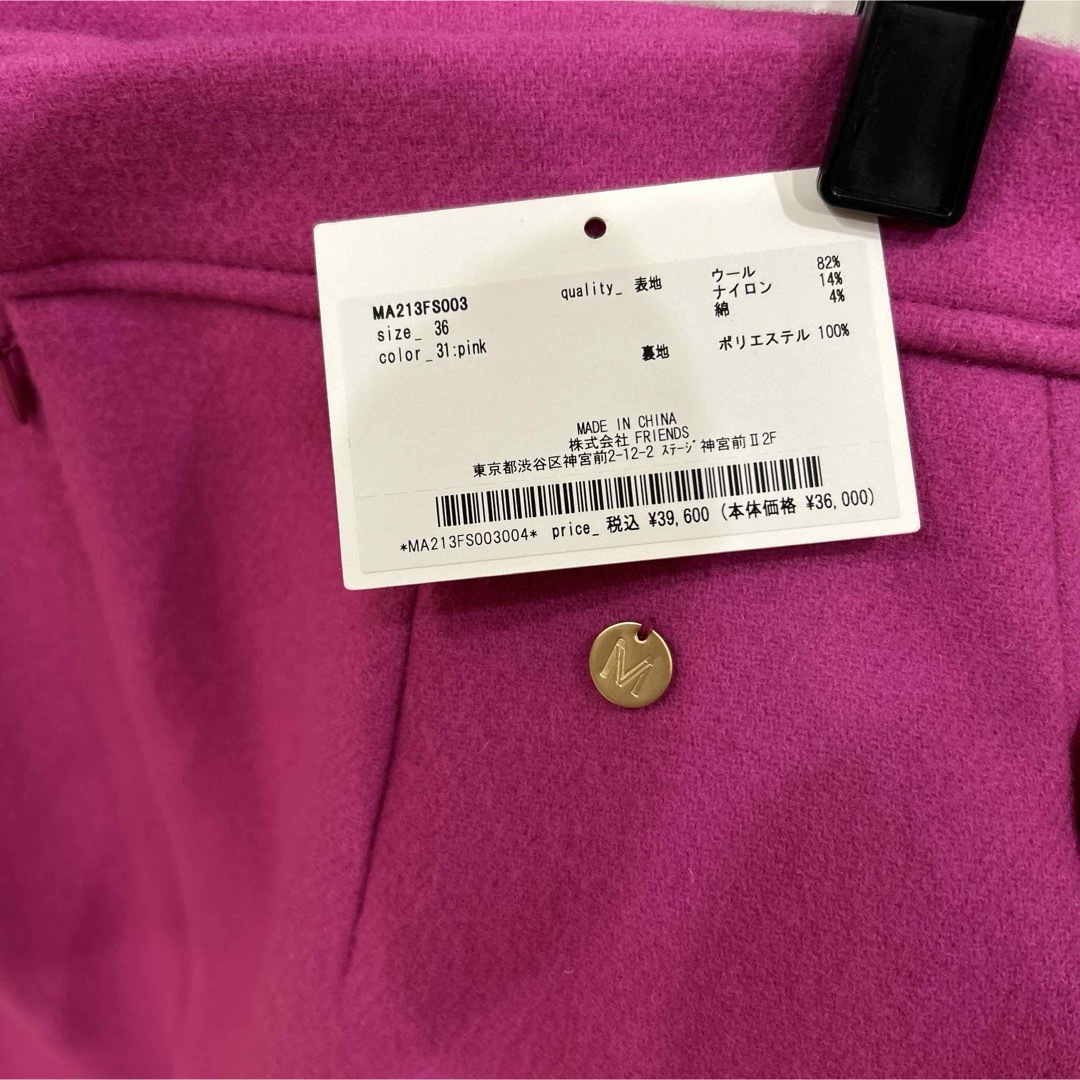 MA213FS003
size_ 36
color_31:pink
quality_ 表地 ウール 82%
ナイロン 14%
綿 4%
裏地 ポリエステル 100%
MADE IN CHINA
株式会社 FRIENDS
東京都渋谷区神宮前2-12-2 ｽﾃｰｼﾞ神宮前Ⅱ2F
*MA213FS003004* price_ 税込 ¥39,600 (本体価格 ¥36,000)
M